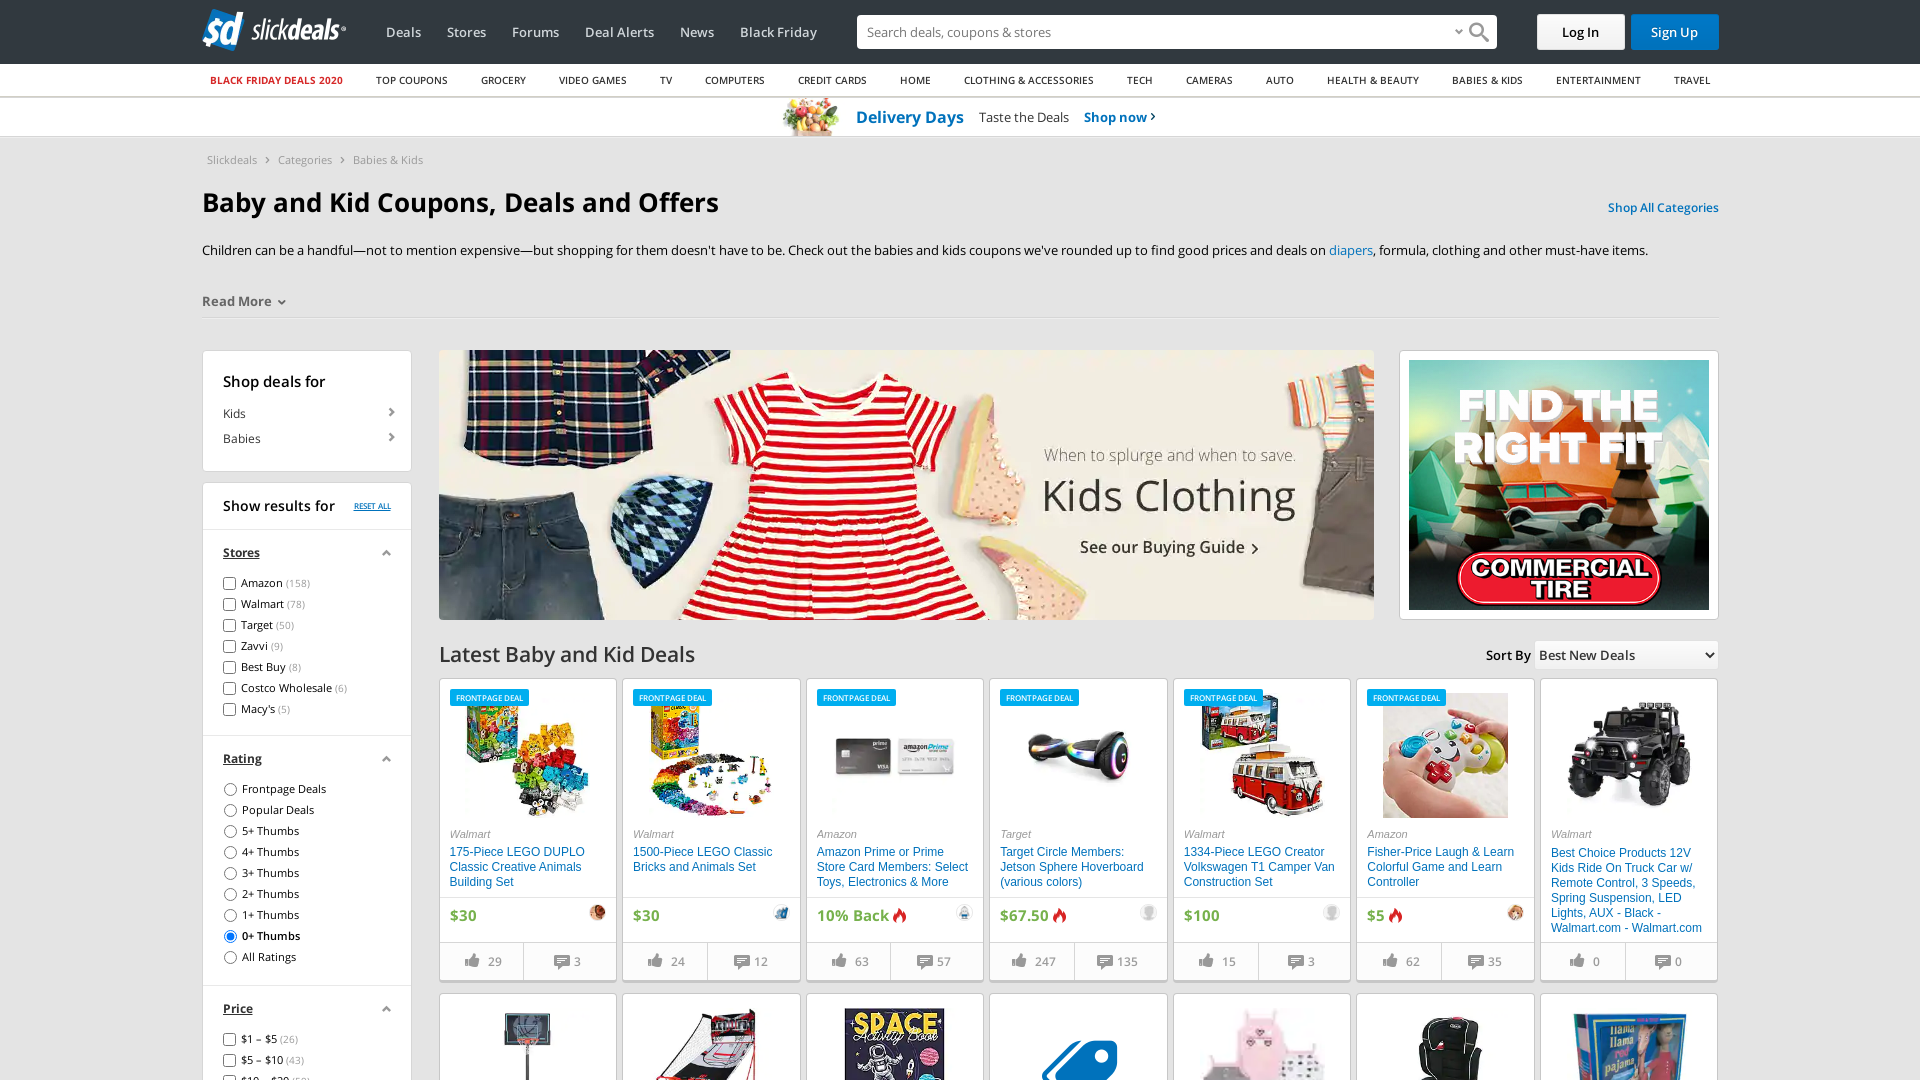 slickdeals
Deals
Stores
Forums
Deal Alerts
News
Black Friday
Search deals, coupons & stores
Log In
Sign Up
BLACK FRIDAY DEALS 2020
TOP COUPONS
GROCERY
VIDEO GAMES
TV
COMPUTERS
CREDIT CARDS
HOME
CLOTHING & ACCESSORIES
TECH
CAMERAS
AUTO
HEALTH & BEAUTY
BABIES & KIDS
ENTERTAINMENT
TRAVEL
Delivery Days Taste the Deals Shop now
Slickdeals > Categories > Babies & Kids
Baby and Kid Coupons, Deals and Offers
Shop All Categories
Children can be a handful—not to mention expensive—but shopping for them doesn't have to be. Check out the babies and kids coupons we've rounded up to find good prices and deals on diapers, formula, clothing and other must-have items.
Read More
Shop deals for
Kids
Babies
Show results for RESET ALL
Stores
Amazon (158)
Walmart (78)
Target (50)
Zavvi (9)
Best Buy (8)
Costco Wholesale (6)
Macy's (5)
Rating
Frontpage Deals
Popular Deals
5+ Thumbs
4+ Thumbs
3+ Thumbs
2+ Thumbs
1+ Thumbs
0+ Thumbs
All Ratings
Price
$1 – $5 (26)
$5 – $10 (43)
When to splurge and when to save.
Kids Clothing
See our Buying Guide
FIND THE
RIGHT FIT
COMMERCIAL
TIRE
Latest Baby and Kid Deals
Sort By Best New Deals
FRONTPAGE DEAL
Walmart
175-Piece LEGO DUPLO
Classic Creative Animals
Building Set
$30
29
3
FRONTPAGE DEAL
Walmart
1500-Piece LEGO Classic
Bricks and Animals Set
$30
24
12
FRONTPAGE DEAL
Amazon
Amazon Prime or Prime
Store Card Members: Select
Toys, Electronics & More
10% Back
63
57
FRONTPAGE DEAL
Target
Target Circle Members:
Jetson Sphere Hoverboard
(various colors)
$67.50
247
135
FRONTPAGE DEAL
Walmart
1334-Piece LEGO Creator
Volkswagen T1 Camper Van
Construction Set
$100
15
3
FRONTPAGE DEAL
Amazon
Fisher-Price Laugh & Learn
Colorful Game and Learn
Controller
$5
62
35
Walmart
Best Choice Products 12V
Kids Ride On Truck Car w/
Remote Control, 3 Speeds,
Spring Suspension, LED
Lights, AUX - Black -
Walmart.com - Walmart.com
0
0
SPACE
Activity Book
llama
llama
red
pajama